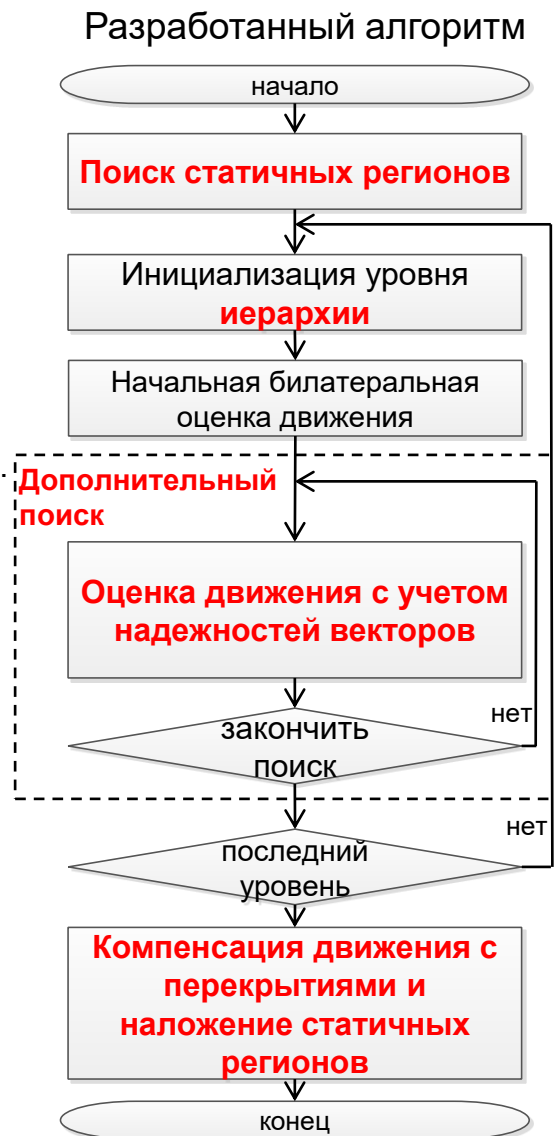 Разработанный алгоритм
начало
Поиск статичных регионов
Инициализация уровня
иерархии
Начальная билатеральная
оценка движения
Дополнительный
поиск
Оценка движения с учетом
надежностей векторов
нет
закончить
поиск
нет
последний
уровень
Компенсация движения с
перекрытиями и
наложение статичных
регионов
конец